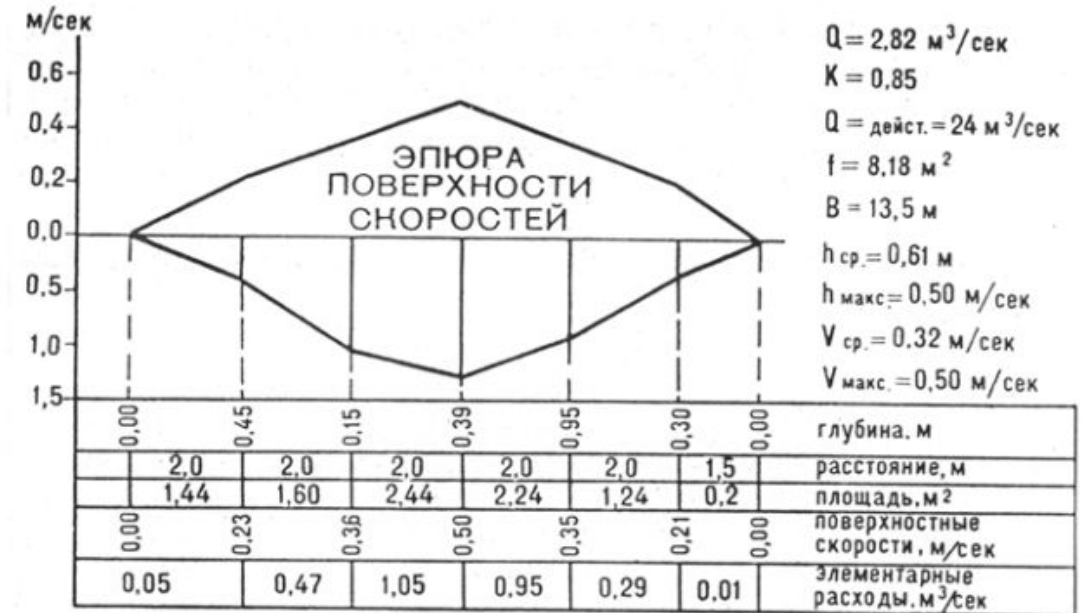 м/сек
0,6
0,4
0,2
0,0
0,5
1,0
1,5
ЭПЮРА
ПОВЕРХНОСТИ
СКОРОСТЕЙ
Q = 2,82 м³/сек
K = 0,85
Q = дейст. = 24 м³/сек
f = 8,18 м²
B = 13,5 м
h ср. = 0,61 м
h макс = 0,50 м/сек
V ср. = 0.32 м/сек
V макс. = 0,50 м/сек
0,00 0,45 0,15 0,39 0,95 0,30 0,00 глубина. м
2,0 2,0 2,0 2,0 2,0 1,5 расстояние, м
1,44 1,60 2,44 2,24 1,24 0,2 площадь, м²
0,00 0,23 0,36 0,50 0,35 0,21 0,00 поверхностные
скорости, м/сек
0,05 0,47 1,05 0,95 0,29 0,01 элементарные
расходы. м³/сек